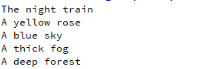 The night train
A yellow rose
A blue sky
A thick fog
A deep forest